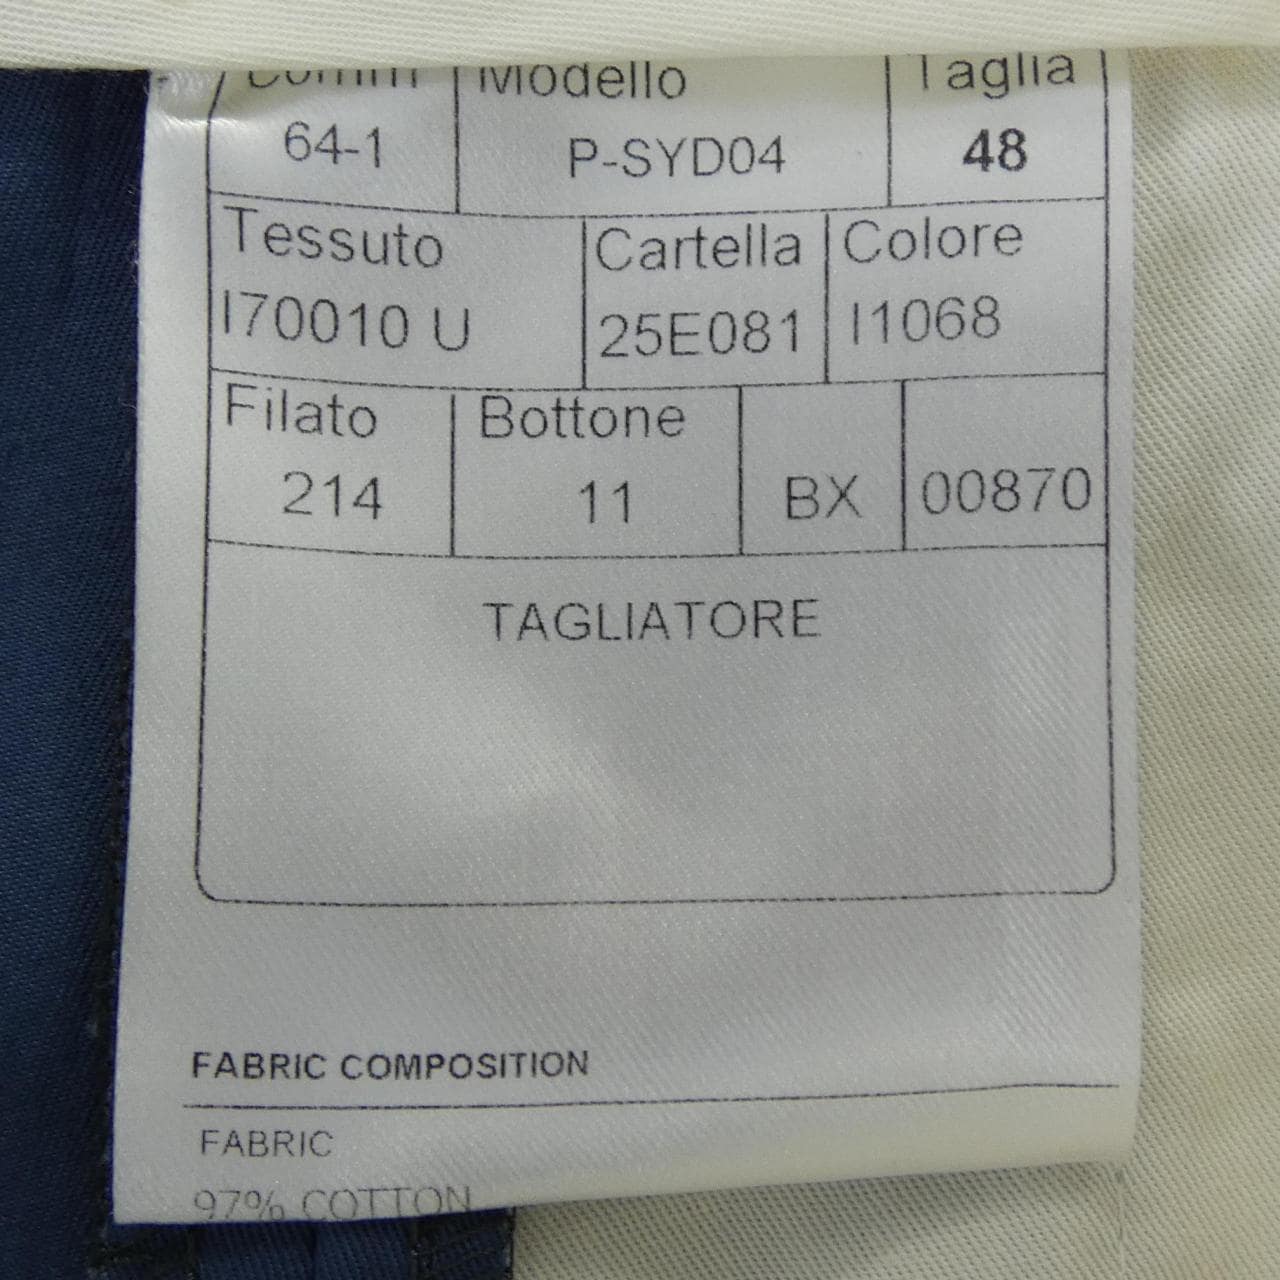 Comm Modello Taglia
64-1 P-SYD04 48
Tessuto Cartella Colore
I70010 U 25E081 I1068
Filato Bottone
214 11 BX 00870
TAGLIATORE
FABRIC COMPOSITION
FABRIC
97% COTTON